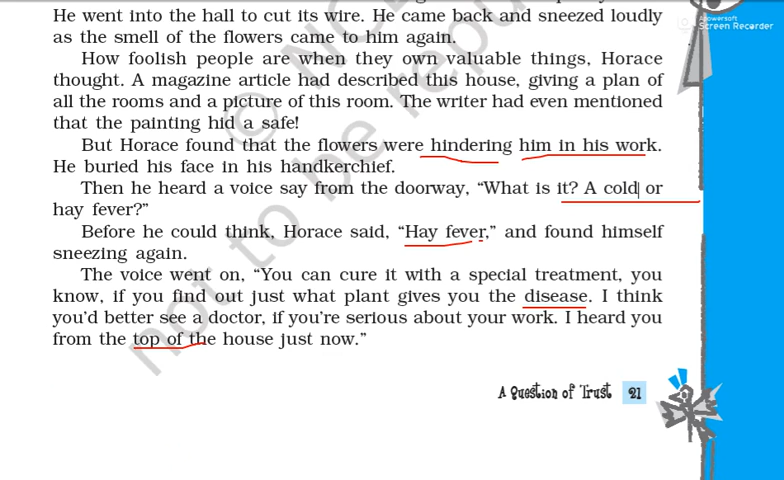 He went into the hall to cut its wire. He came back and sneezed loudly
as the smell of the flowers came to him again.
How foolish people are when they own valuable things, Horace
thought. A magazine article had described this house, giving a plan of
all the rooms and a picture of this room. The writer had even mentioned
that the painting hid a safe!
But Horace found that the flowers were hindering him in his work.
He buried his face in his handkerchief.
Then he heard a voice say from the doorway, “What is it? A cold or
hay fever?”
Before he could think, Horace said, “Hay fever,” and found himself
sneezing again.
The voice went on, “You can cure it with a special treatment, you
know, if you find out just what plant gives you the disease. I think
you’d better see a doctor, if you’re serious about your work. I heard you
from the top of the house just now.”
A Question of Trust 21
Apowersoft
Screen Recorder
not to be repu
© NC